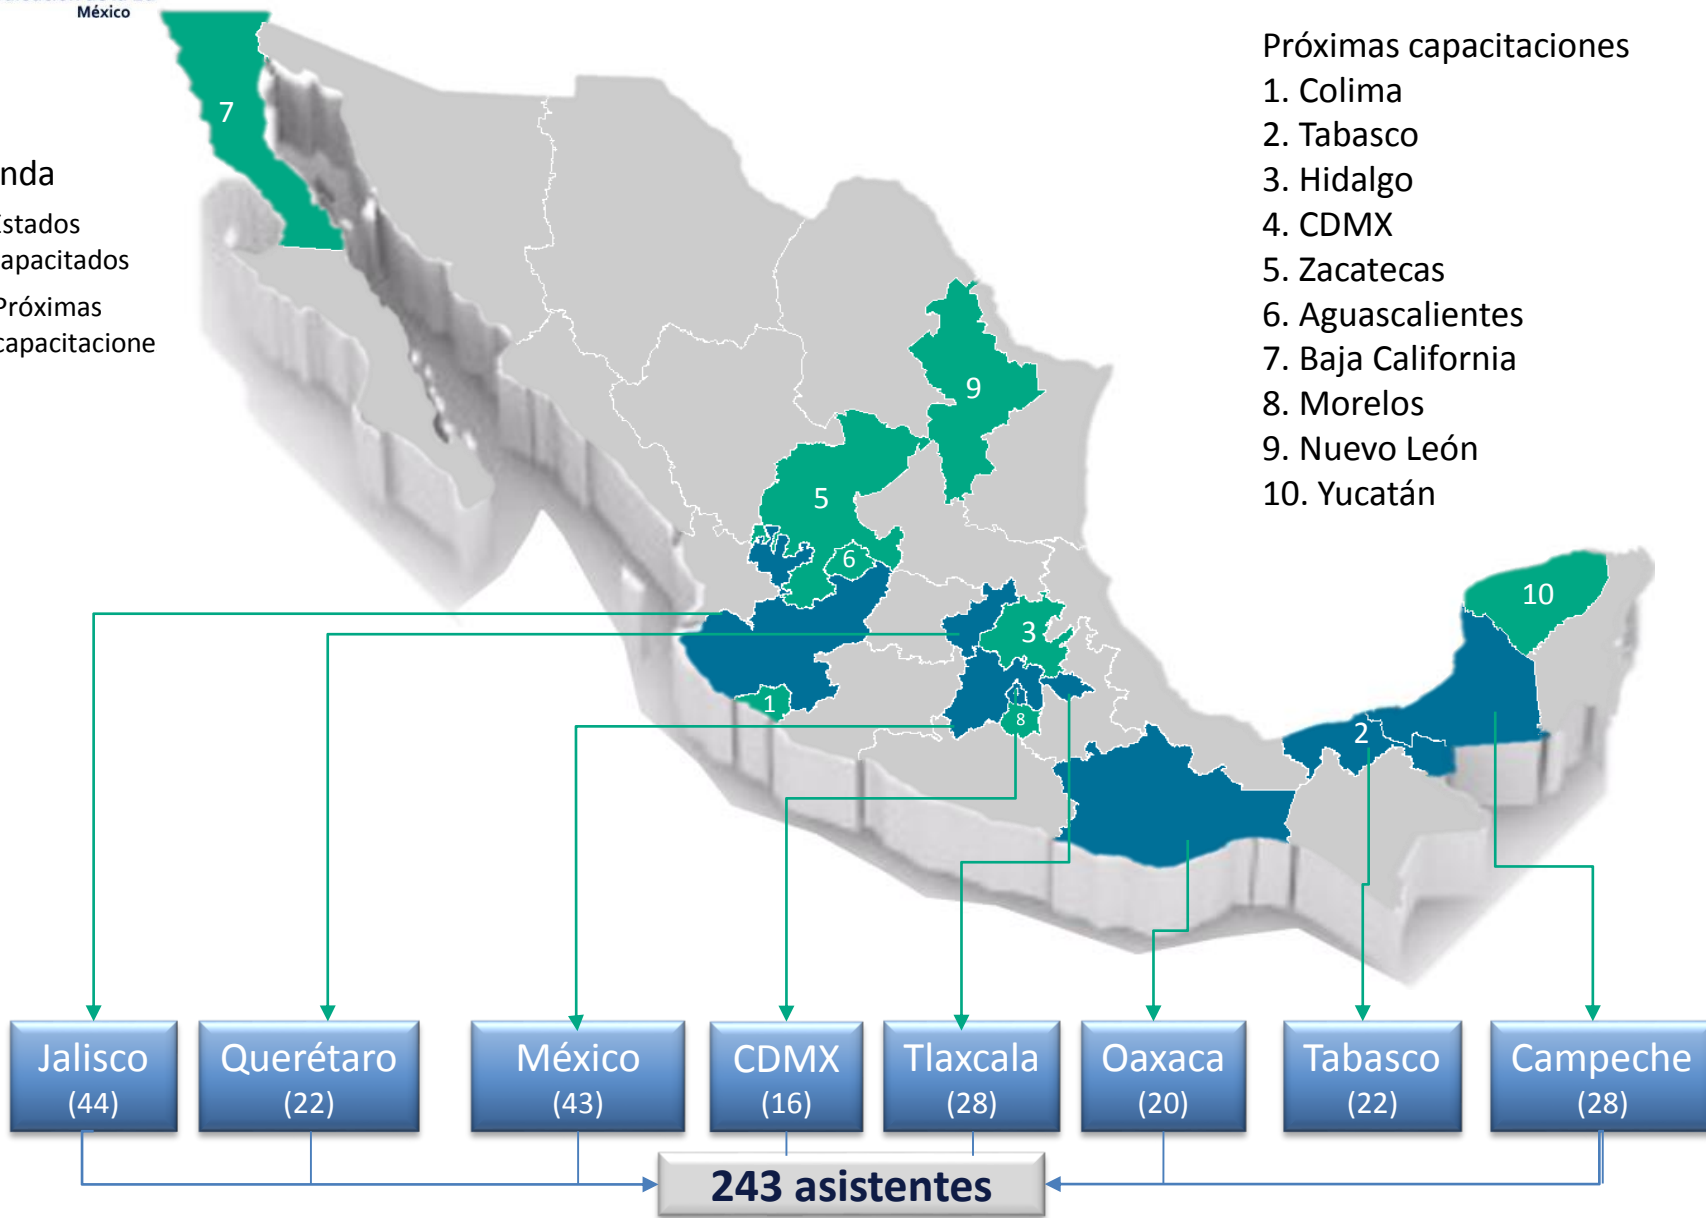 México
Próximas capacitaciones
1. Colima
2. Tabasco
3. Hidalgo
4. CDMX
5. Zacatecas
6. Aguascalientes
7. Baja California
8. Morelos
9. Nuevo León
10. Yucatán
nda
Estados
apacitados
Próximas
capacitacione
7
9
5
6
10
3
1
8
2
Jalisco
(44)
Querétaro
(22)
México
(43)
CDMX
(16)
Tlaxcala
(28)
Oaxaca
(20)
Tabasco
(22)
Campeche
(28)
243 asistentes